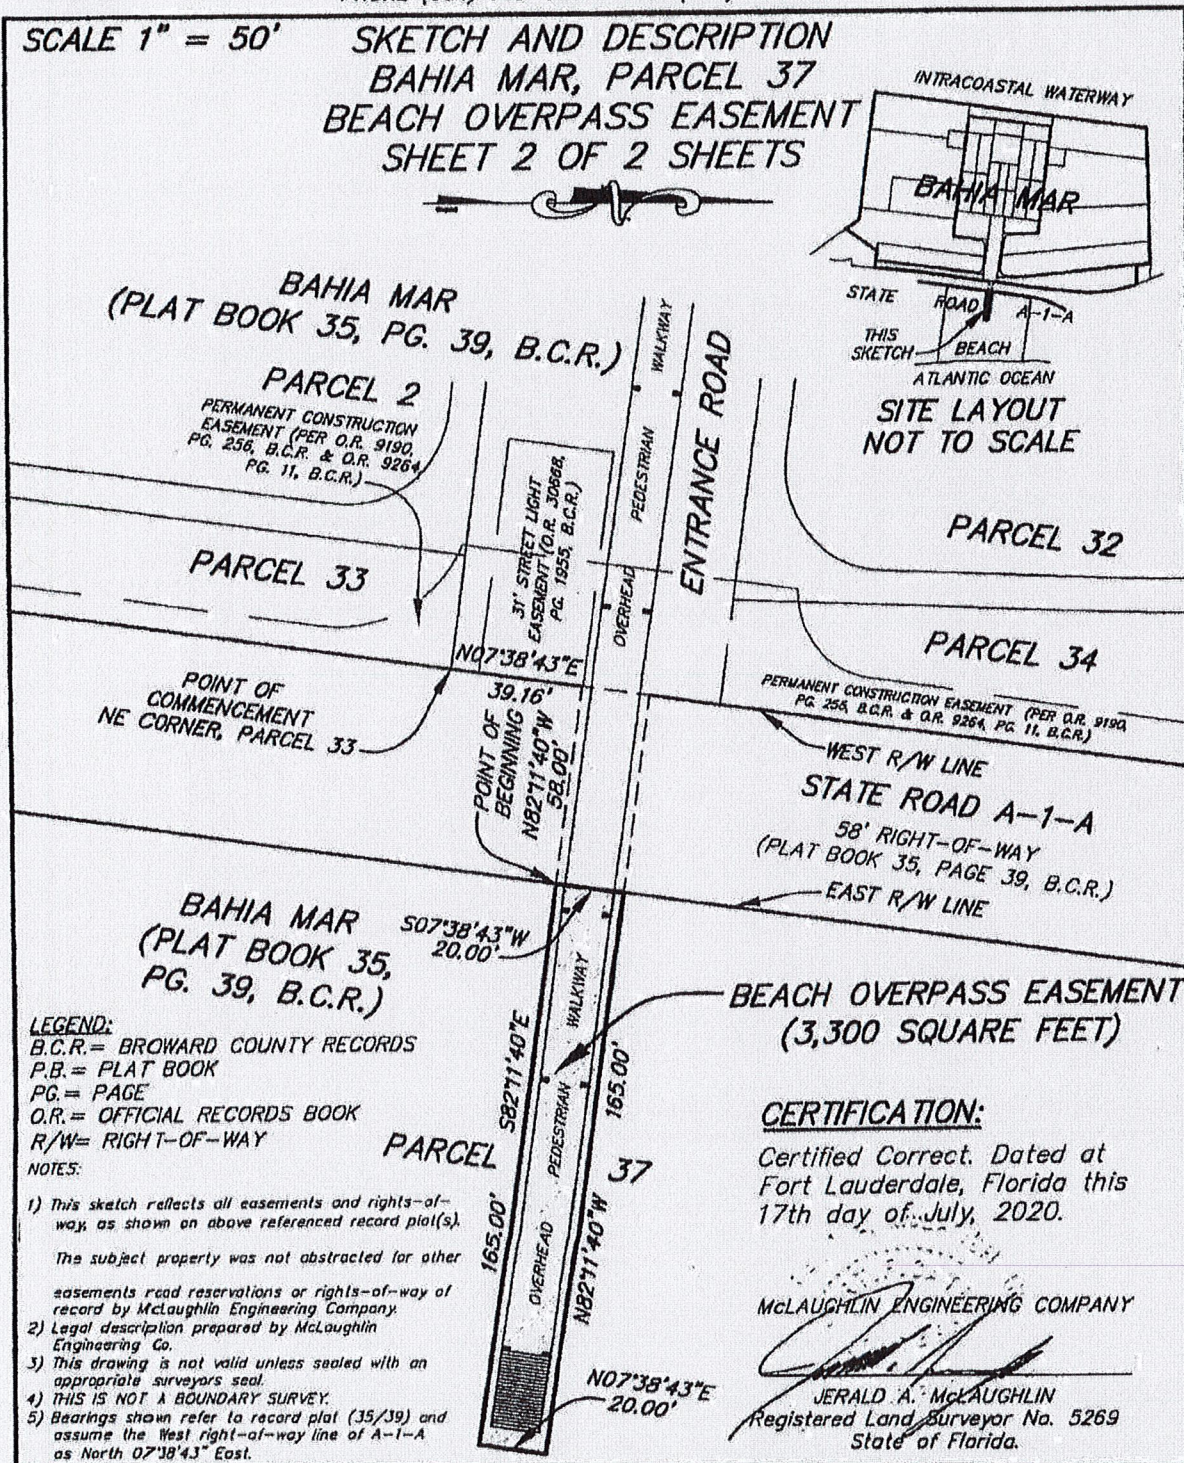 SCALE 1" = 50'
SKETCH AND DESCRIPTION
BAHIA MAR, PARCEL 37
BEACH OVERPASS EASEMENT
SHEET 2 OF 2 SHEETS
INTRACOASTAL WATERWAY
BAHIA MAR
STATE ROAD A-1-A
THIS
SKETCH
BEACH
ATLANTIC OCEAN
SITE LAYOUT
NOT TO SCALE
BAHIA MAR
(PLAT BOOK 35, PG. 39, B.C.R.)
PARCEL 2
PERMANENT CONSTRUCTION
EASEMENT (PER O.R. 9190,
PG. 256, B.C.R. & O.R. 9264
PG. 11, B.C.R.)
31' STREET LIGHT
EASEMENT (O.R. 30668,
PG. 1955, B.C.R.)
OVERHEAD PEDESTRIAN WALKWAY
ENTRANCE ROAD
PARCEL 32
PARCEL 33
PARCEL 34
PERMANENT CONSTRUCTION EASEMENT (PER O.R. 9190,
PG. 256, B.C.R. & O.R. 9264, PG. 11, B.C.R.)
N07°38'43"E
39.16'
POINT OF
COMMENCEMENT
NE CORNER, PARCEL 33
POINT OF
BEGINNING
N82°11'40"W
58.00'
WEST R/W LINE
STATE ROAD A-1-A
58' RIGHT-OF-WAY
(PLAT BOOK 35, PAGE 39, B.C.R.)
EAST R/W LINE
BAHIA MAR
(PLAT BOOK 35,
PG. 39, B.C.R.)
S07°38'43"W
20.00'
BEACH OVERPASS EASEMENT
(3,300 SQUARE FEET)
OVERHEAD PEDESTRIAN WALKWAY
165.00' S82°11'40"E
N82°11'40"W 165.00'
PARCEL 37
N07°38'43"E
20.00'
LEGEND:
B.C.R.= BROWARD COUNTY RECORDS
P.B.= PLAT BOOK
PG.= PAGE
O.R.= OFFICIAL RECORDS BOOK
R/W= RIGHT-OF-WAY
NOTES:
1) This sketch reflects all easements and rights-of-
way, as shown on above referenced record plat(s).
The subject property was not abstracted for other
easements road reservations or rights-of-way of
record by McLaughlin Engineering Company.
2) Legal description prepared by McLaughlin
Engineering Co.
3) This drawing is not valid unless sealed with an
appropriate surveyors seal.
4) THIS IS NOT A BOUNDARY SURVEY.
5) Bearings shown refer to record plat (35/39) and
assume the West right-of-way line of A-1-A
as North 07°38'43" East.
CERTIFICATION:
Certified Correct. Dated at
Fort Lauderdale, Florida this
17th day of July, 2020.
McLAUGHLIN ENGINEERING COMPANY
JERALD A. McLAUGHLIN
Registered Land Surveyor No. 5269
State of Florida.